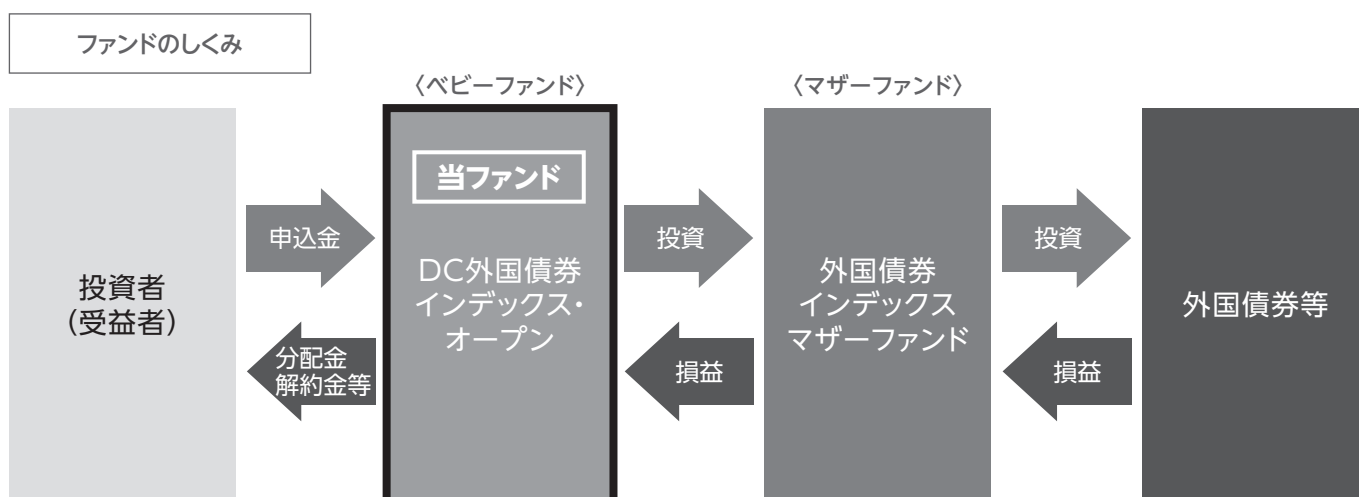 ファンドのしくみ
〈ベビーファンド〉
〈マザーファンド〉
投資者
(受益者)
申込金
分配金
解約金等
当ファンド
DC外国債券
インデックス・
オープン
投資
損益
外国債券
インデックス
マザーファンド
投資
損益
外国債券等